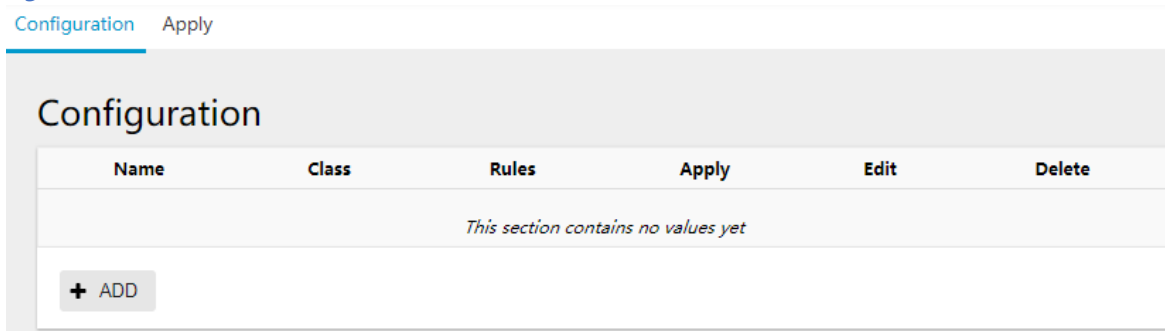 Configuration Apply
Configuration
Name Class Rules Apply Edit Delete
This section contains no values yet
+ ADD